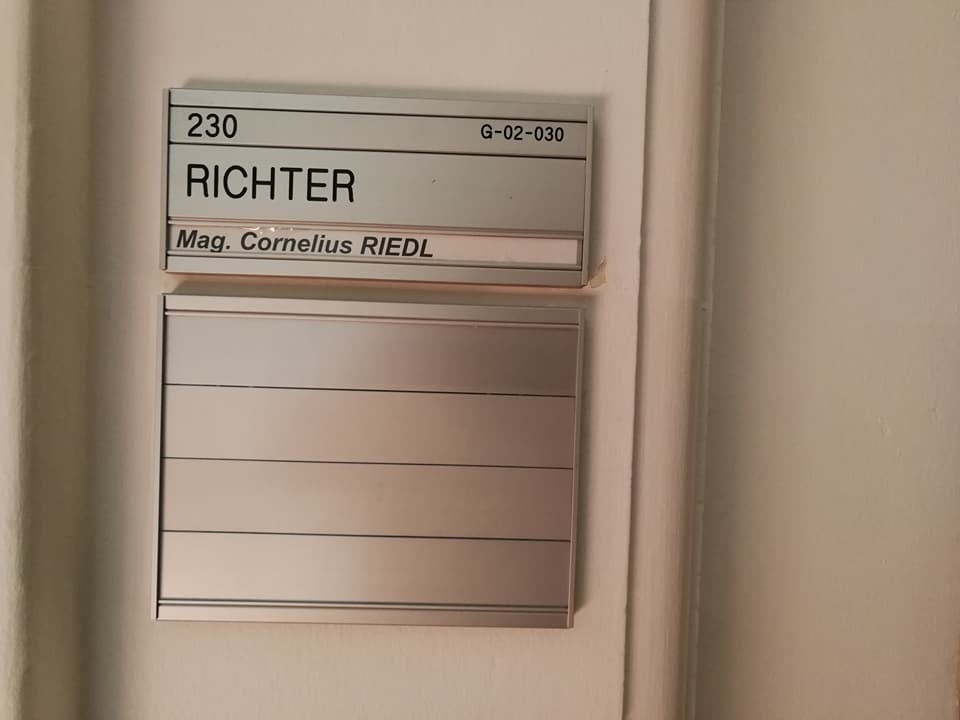 230 G-02-030
RICHTER
Mag. Cornelius RIEDL